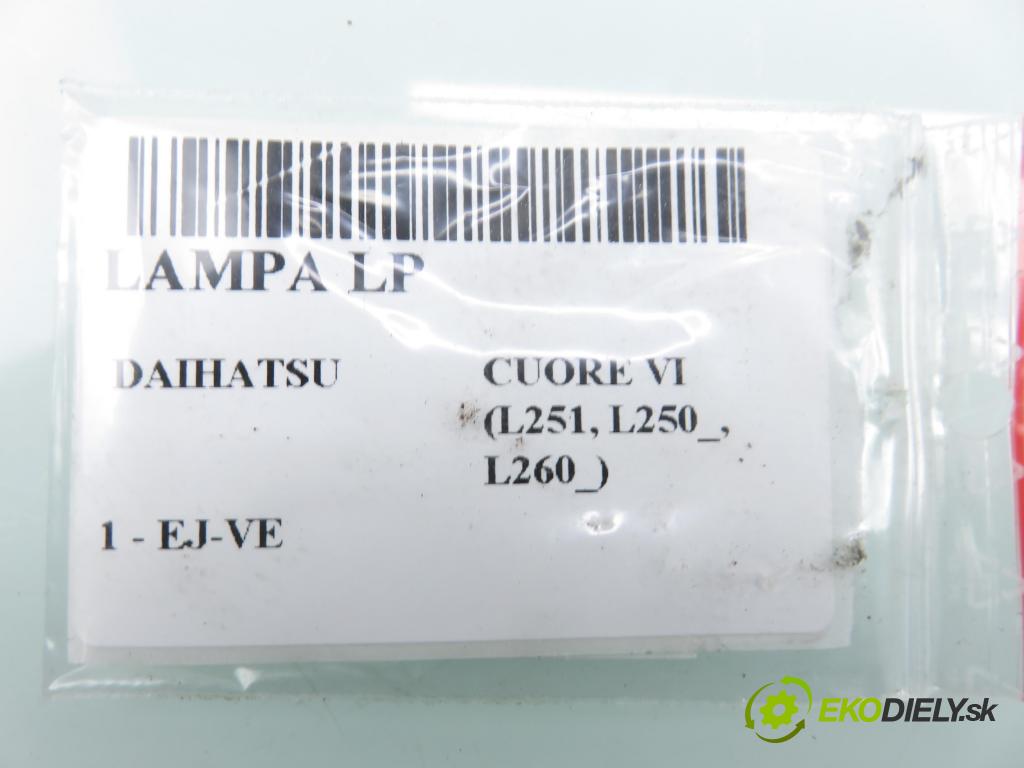 LAMPA LP
DAIHATSU CUORE VI
(L251, L250_,
L260_)
1 - EJ-VE
EKODIELY.sk